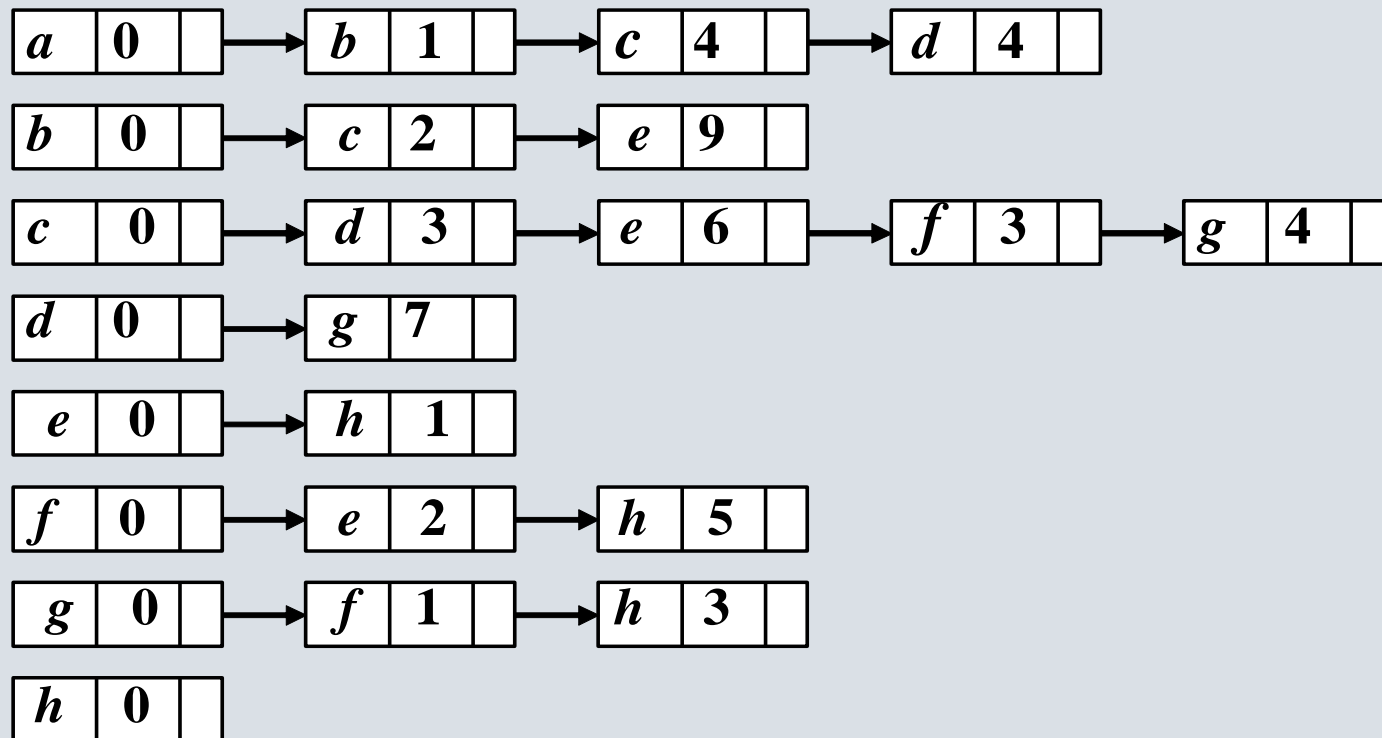 a 0 b 1 c 4 d 4
b 0 c 2 e 9
c 0 d 3 e 6 f 3 g 4
d 0 g 7
e 0 h 1
f 0 e 2 h 5
g 0 f 1 h 3
h 0